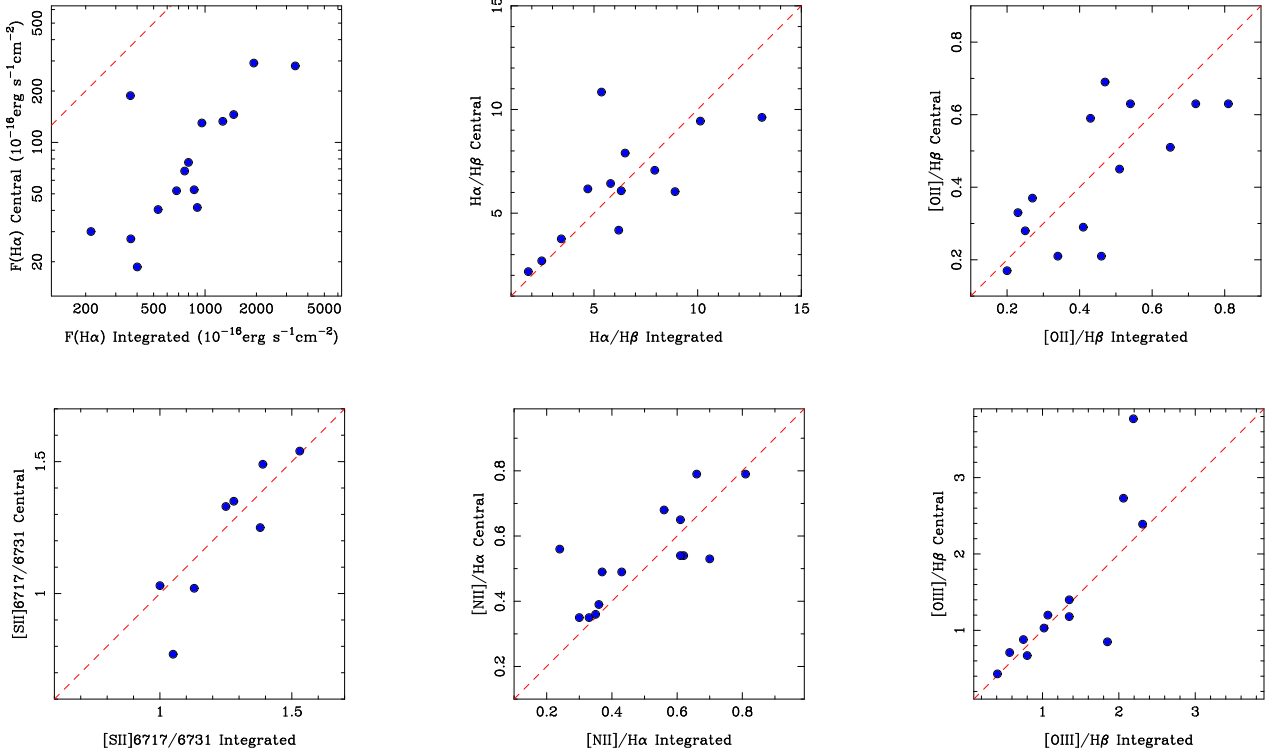 F(Hα) Central (10⁻¹⁶erg s⁻¹cm⁻²)
500
200
100
50
20
200 500 1000 2000 5000
F(Hα) Integrated (10⁻¹⁶erg s⁻¹cm⁻²)
Hα/Hβ Central
15
10
5
5 10 15
Hα/Hβ Integrated
[OII]/Hβ Central
0.8
0.6
0.4
0.2
0.2 0.4 0.6 0.8
[OII]/Hβ Integrated
[SII]6717/6731 Central
1.5
1
1 1.5
[SII]6717/6731 Integrated
[NII]/Hα Central
0.8
0.6
0.4
0.2
0.2 0.4 0.6 0.8
[NII]/Hα Integrated
[OIII]/Hβ Central
3
2
1
1 2 3
[OIII]/Hβ Integrated